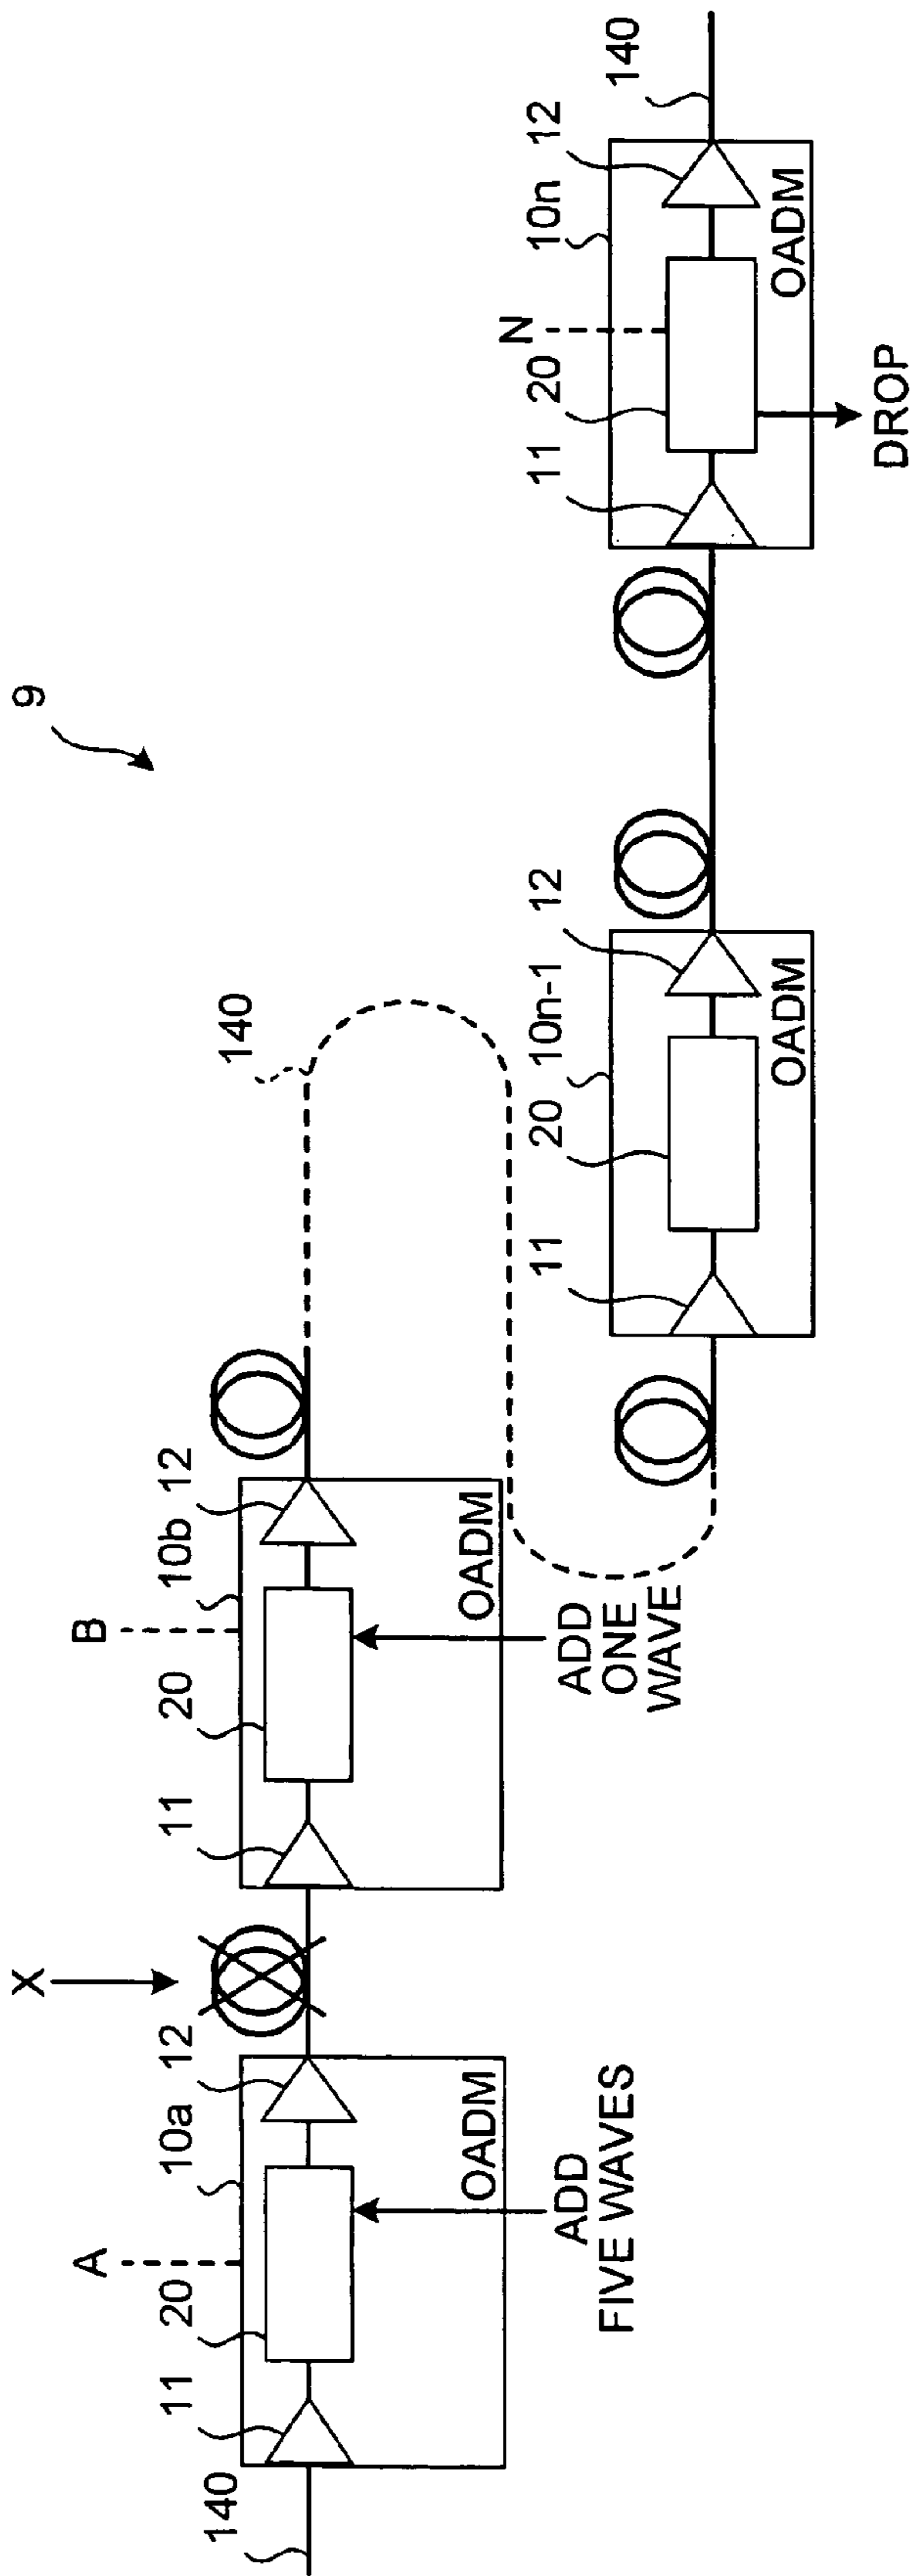 9
X
A
B
140
11
20
10a
12
OADM
ADD
FIVE WAVES
11
20
10b
12
OADM
ADD
ONE
WAVE
140
11
20
10n-1
12
OADM
N
11
20
10n
12
140
OADM
DROP